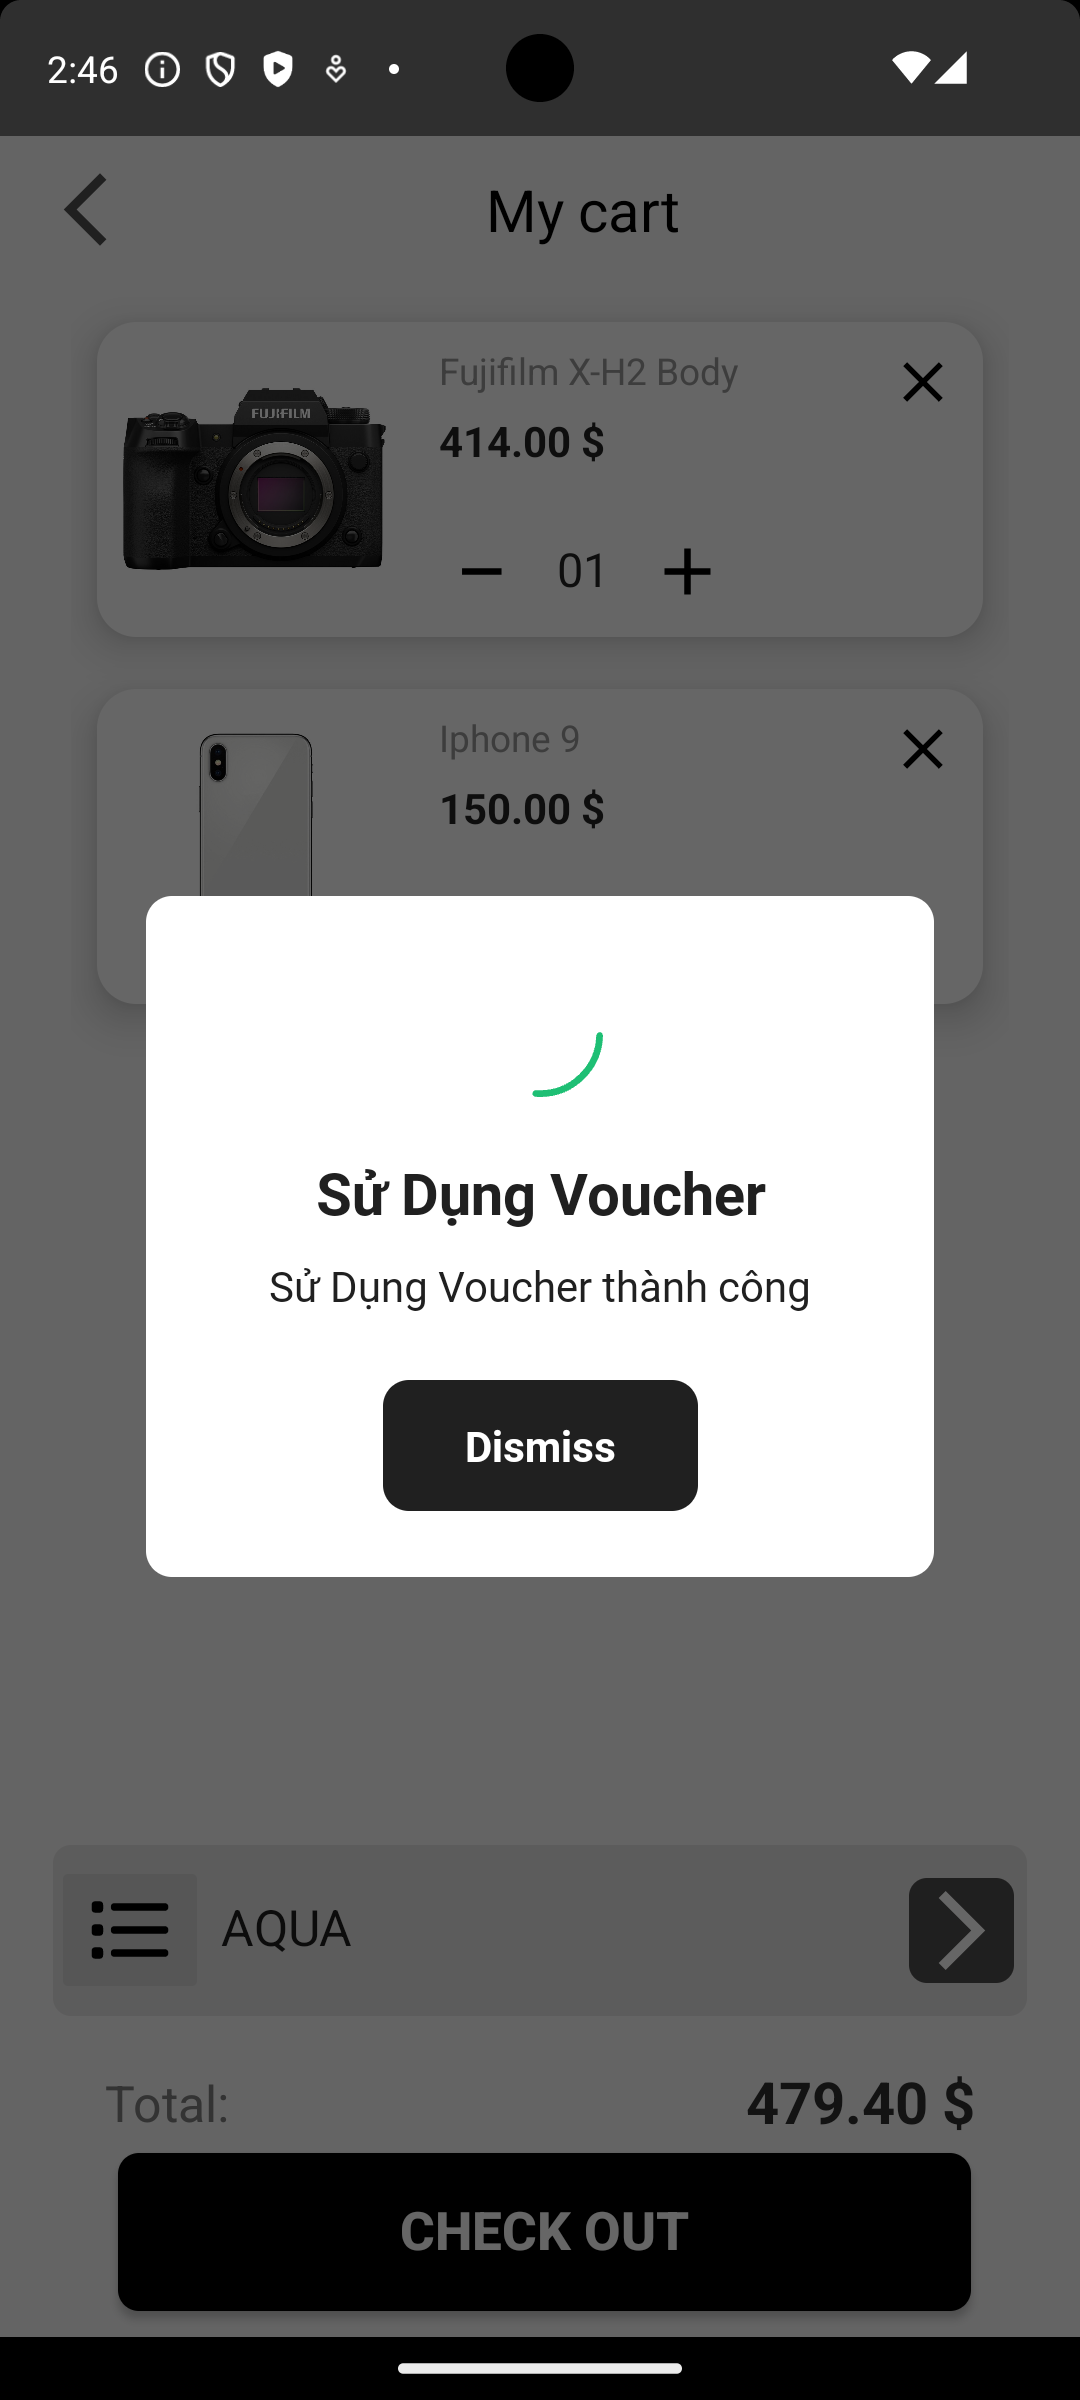 2:46
My cart
Fujifilm X-H2 Body
FUJIFILM
414.00 $
01
Iphone 9
150.00 $
Sử Dụng Voucher
Sử Dụng Voucher thành công
Dismiss
AQUA
Total:
479.40 $
CHECK OUT